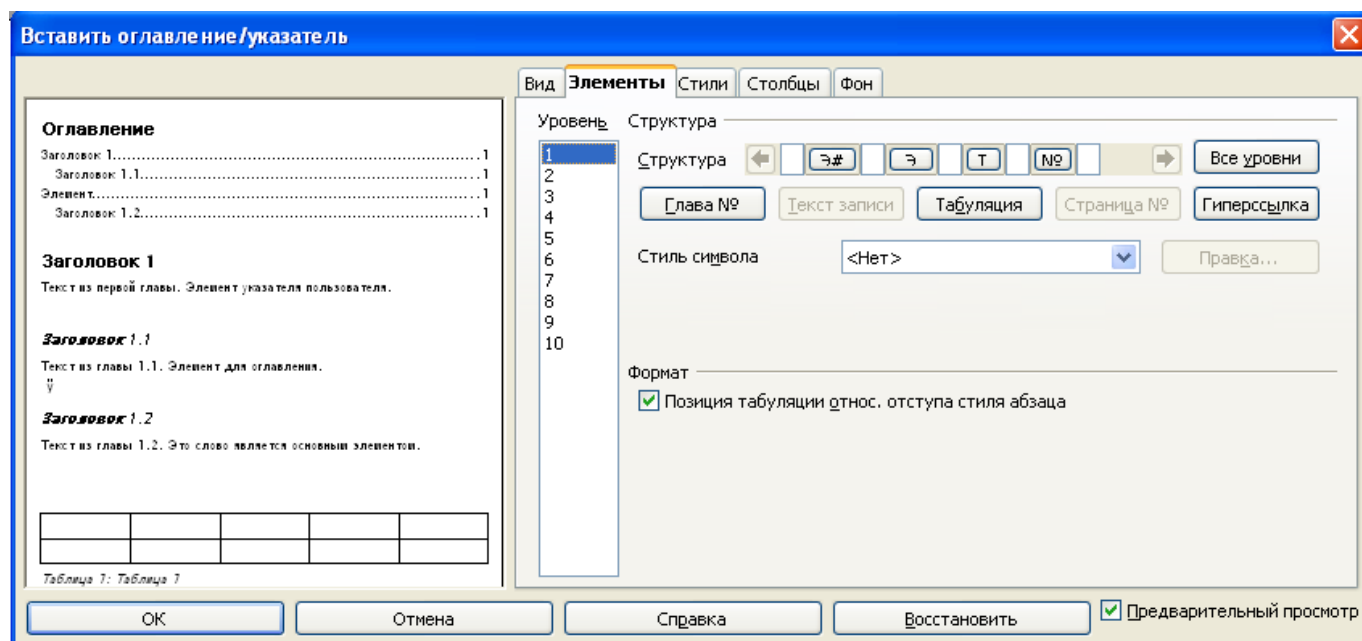 Вставить оглавление/указатель
Вид Элементы Стили Столбцы Фон
Оглавление
Заголовок 1.......................................................................................1
Заголовок 1.1...................................................................................1
Элемент............................................................................................1
Заголовок 1.2...................................................................................1
Заголовок 1
Текст из первой главы. Элемент указателя пользователя.
Заголовок 1.1
Текст из главы 1.1. Элемент для оглавления.
ÿ
Заголовок 1.2
Текст из главы 1.2. Это слово является основным элементом.
Таблица 1: Таблица 1
Уровень
1
2
3
4
5
6
7
8
9
10
Структура
Структура Э# Э Т № Все уровни
Глава № Текст записи Табуляция Страница № Гиперссылка
Стиль символа <Нет> Правка...
Формат
Позиция табуляции относ. отступа стиля абзаца
ОК Отмена Справка Восстановить Предварительный просмотр